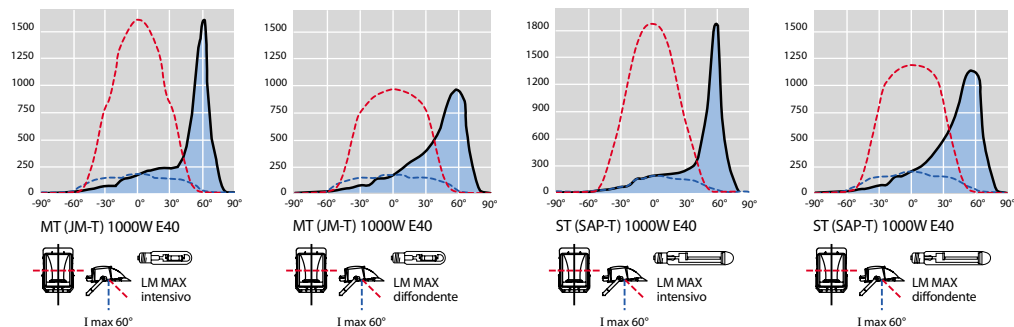 1500
1250
1000
750
500
250
0
-90° -60° -30° 0° 30° 60° 90°
MT (JM-T) 1000W E40
LM MAX
intensivo
I max 60°
1500
1250
1000
750
500
250
0
-90° -60° -30° 0° 30° 60° 90°
MT (JM-T) 1000W E40
LM MAX
diffondente
I max 60°
1800
1500
1200
900
600
300
0
-90° -60° -30° 0° 30° 60° 90°
ST (SAP-T) 1000W E40
LM MAX
intensivo
I max 60°
1500
1250
1000
750
500
250
0
-90° -60° -30° 0° 30° 60° 90°
ST (SAP-T) 1000W E40
LM MAX
diffondente
I max 60°